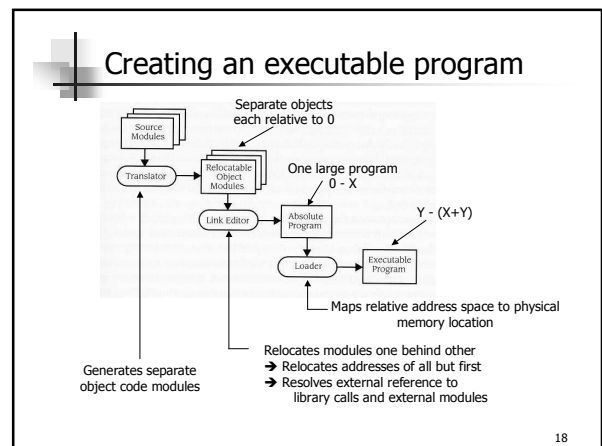 Creating an executable program
Separate objects
each relative to 0
Source
Modules
Translator
Relocatable
Object
Modules
One large program
0 - X
Link Editor
Absolute
Program
Y - (X+Y)
Loader
Executable
Program
Maps relative address space to physical
memory location
Generates separate
object code modules
Relocates modules one behind other
➔ Relocates addresses of all but first
➔ Resolves external reference to
library calls and external modules
18